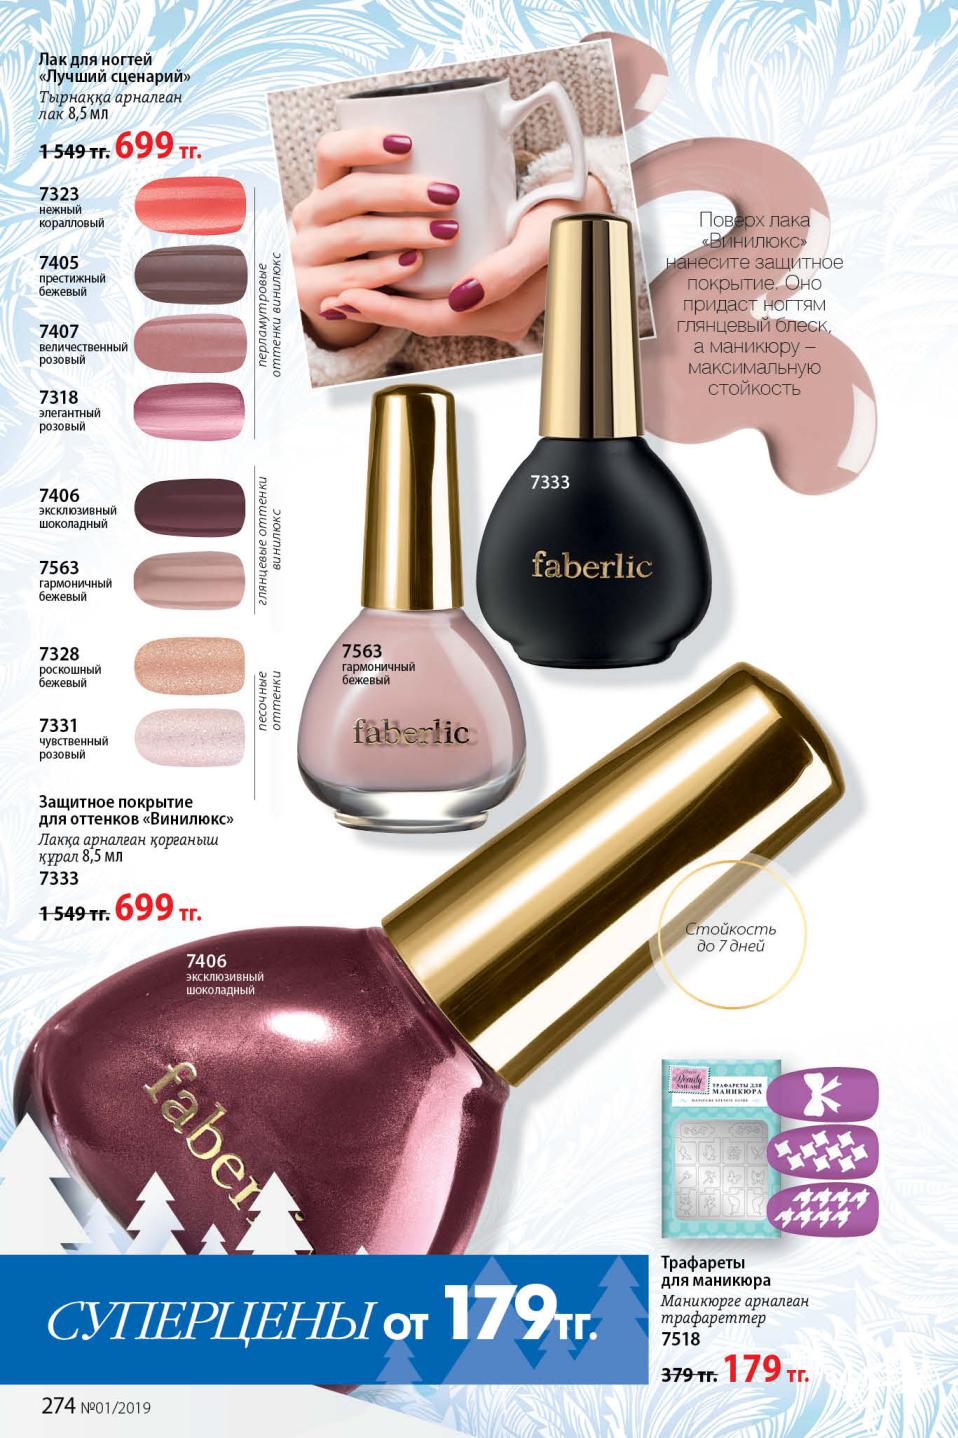 Лак для ногтей
«Лучший сценарий»
Тырнаққа арналған
лак 8,5 мл
1 549 тг. 699 тг.
7323
нежный
коралловый
7405
престижный
бежевый
7407
величественный
розовый
7318
элегантный
розовый
перламутровые
оттенки винилюкс
7406
эксклюзивный
шоколадный
7563
гармоничный
бежевый
глянцевые оттенки
винилюкс
7328
роскошный
бежевый
7331
чувственный
розовый
песочные
оттенки
Защитное покрытие
для оттенков «Винилюкс»
Лаққа арналған қорғаныш
құрал 8,5 мл
7333
1 549 тг. 699 тг.
Поверх лака
«Винилюкс»
нанесите защитное
покрытие. Оно
придаст ногтям
глянцевый блеск,
а маникюру –
максимальную
стойкость
7333
faberlic
7563
гармоничный
бежевый
faberlic
7406
эксклюзивный
шоколадный
faberl
Стойкость
до 7 дней
Beauty
NAIL ART
ТРАФАРЕТЫ ДЛЯ
МАНИКЮРА
Трафареты
для маникюра
Маникюрге арналған
трафареттер
7518
379 тг. 179 тг.
СУПЕРЦЕНЫ от 179тг.
274 №01/2019